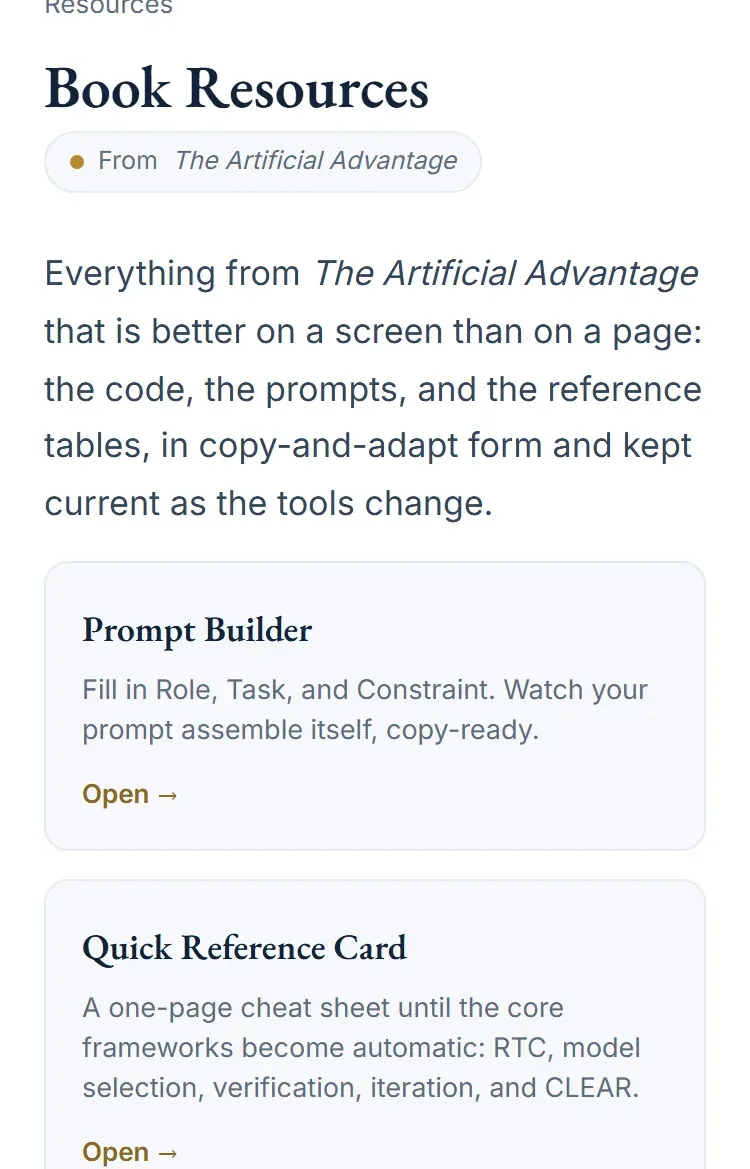 Resources
Book Resources
From The Artificial Advantage
Everything from The Artificial Advantage
that is better on a screen than on a page:
the code, the prompts, and the reference
tables, in copy-and-adapt form and kept
current as the tools change.
Prompt Builder
Fill in Role, Task, and Constraint. Watch your
prompt assemble itself, copy-ready.
Open →
Quick Reference Card
A one-page cheat sheet until the core
frameworks become automatic: RTC, model
selection, verification, iteration, and CLEAR.
Open →